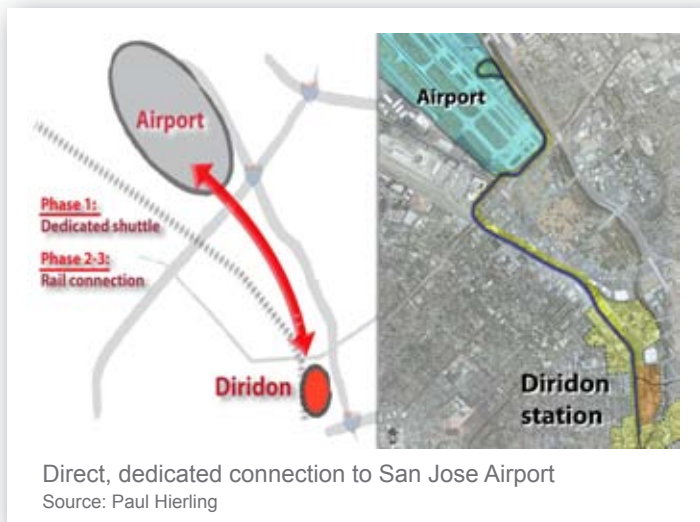 Airport
Phase 1:
Dedicated shuttle
Phase 2-3:
Rail connection
Diridon
Airport
Diridon
station
Direct, dedicated connection to San Jose Airport
Source: Paul Hierling